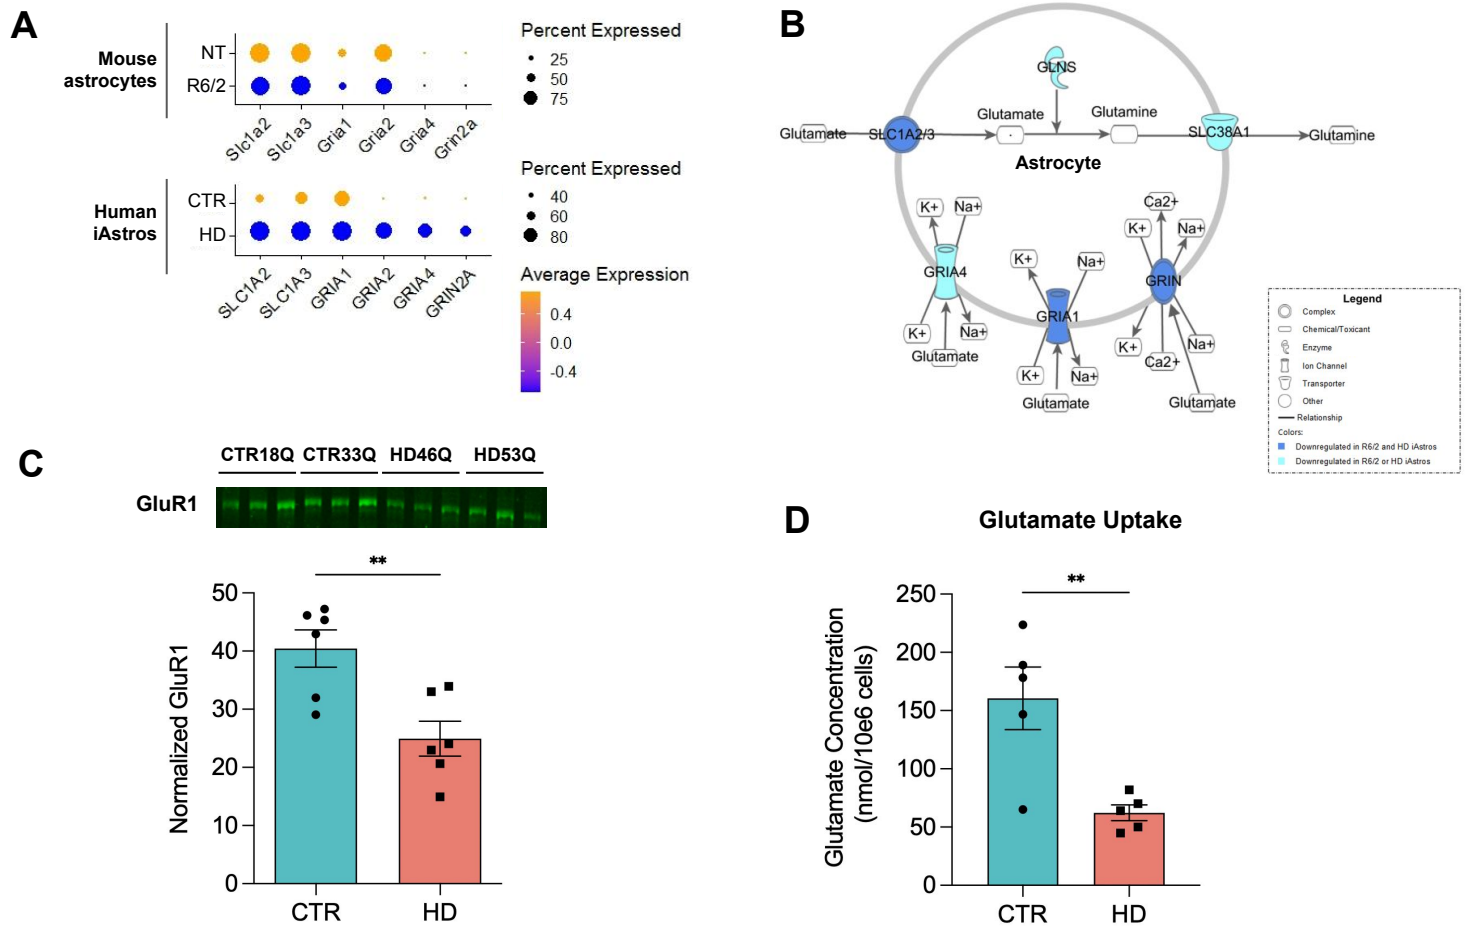 A
Mouse
astrocytes
NT
R6/2
Slc1a2
Slc1a3
Gria1
Gria2
Gria4
Grin2a
Percent Expressed
25
50
75
Human
iAstros
CTR
HD
SLC1A2
SLC1A3
GRIA1
GRIA2
GRIA4
GRIN2A
Percent Expressed
40
60
80
Average Expression
0.4
0.0
-0.4
B
GLNS
Glutamate
SLC1A2/3
Glutamate
Glutamine
SLC38A1
Glutamine
Astrocyte
K+
Na+
GRIA4
K+
Na+
Glutamate
K+
Na+
GRIA1
K+
Na+
Glutamate
Ca2+
K+
Na+
GRIN
K+
Ca2+
Na+
Glutamate
Legend
Complex
Chemical/Toxicant
Enzyme
Ion Channel
Transporter
Other
Relationship
Colors:
Downregulated in R6/2 and HD iAstros
Downregulated in R6/2 or HD iAstros
C
CTR18Q CTR33Q HD46Q HD53Q
GluR1
**
Normalized GluR1
50
40
30
20
10
0
CTR
HD
D
Glutamate Uptake
**
Glutamate Concentration
(nmol/10e6 cells)
250
200
150
100
50
0
CTR
HD